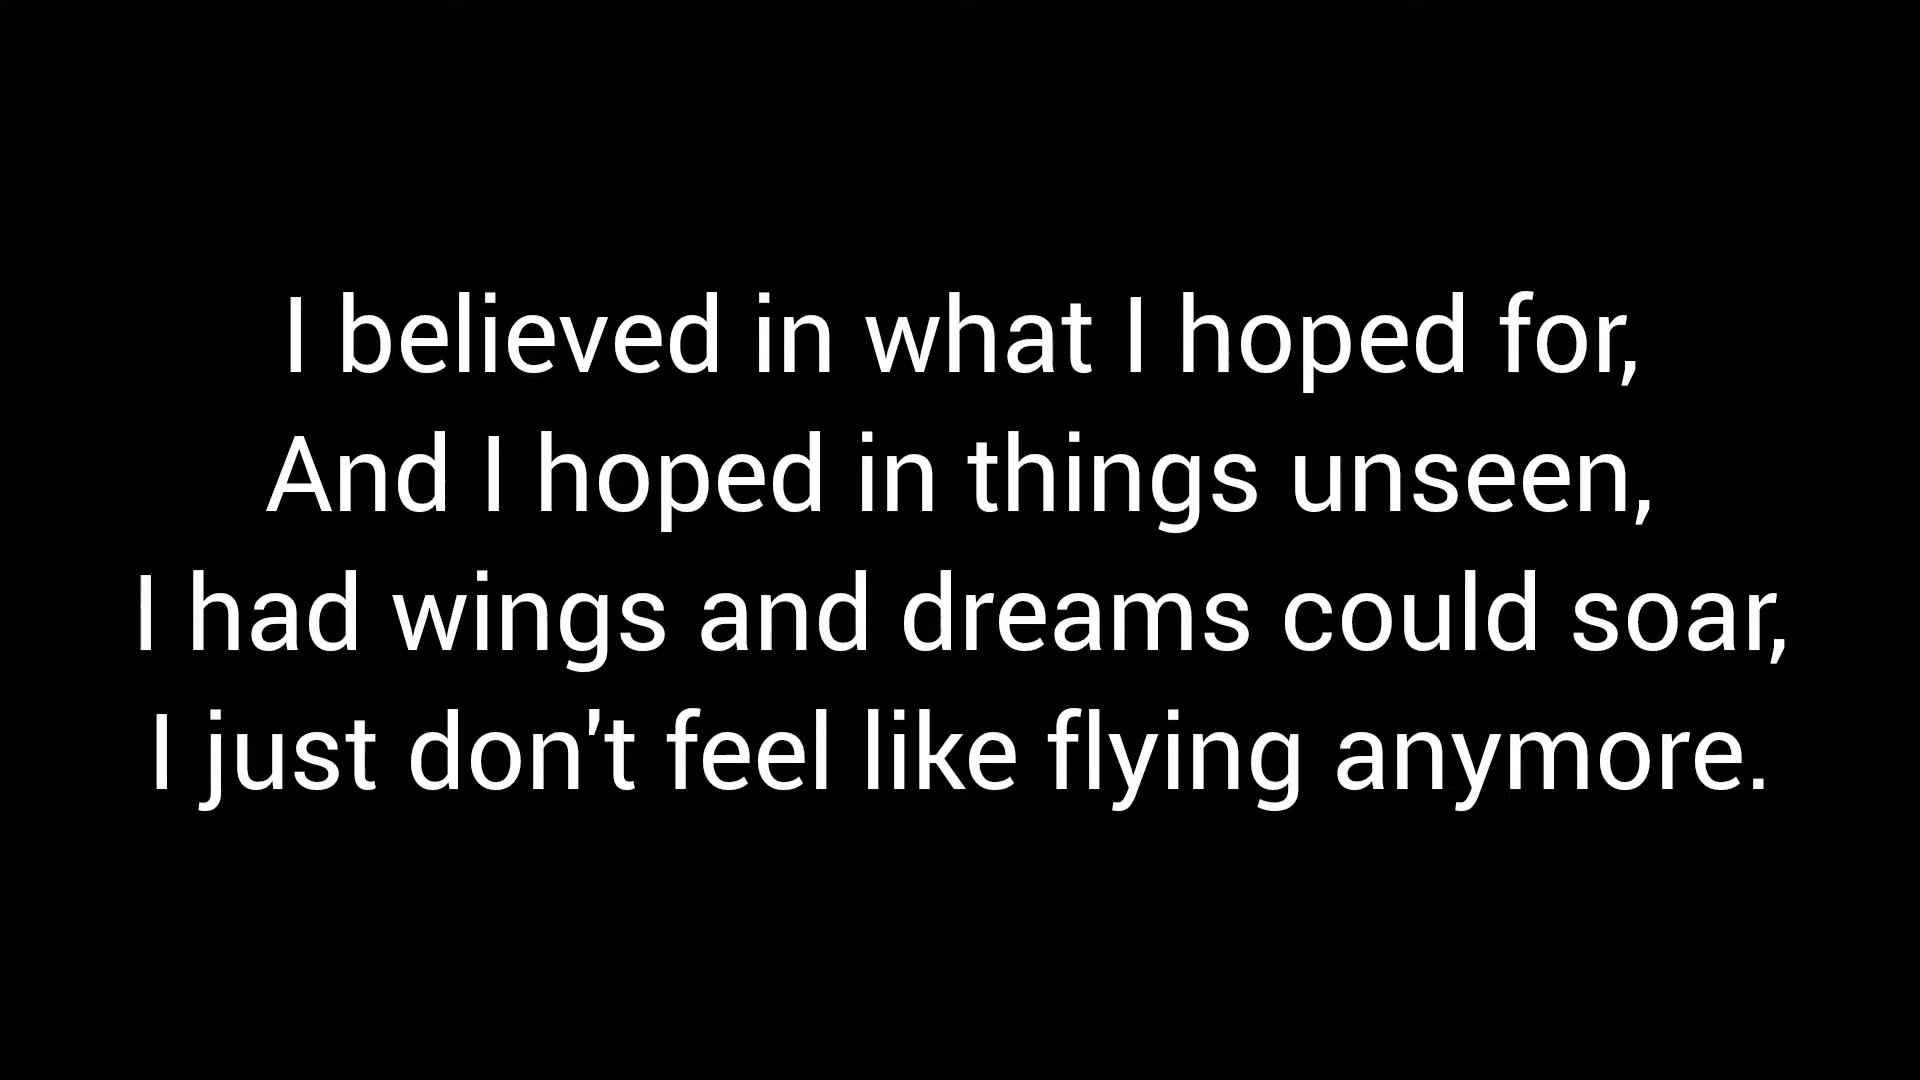 I believed in what I hoped for,
And I hoped in things unseen,
I had wings and dreams could soar,
I just don't feel like flying anymore.